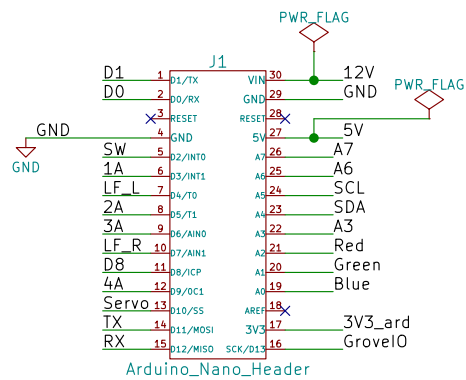 PWR_FLAG
J1
PWR_FLAG
D1 1 D1/TX VIN 30 12V
D0 2 D0/RX GND 29 GND
3 RESET RESET 28
GND 4 GND 5V 27 5V
GND
SW 5 D2/INT0 A7 26 A7
1A 6 D3/INT1 A6 25 A6
LF_L 7 D4/T0 A5 24 SCL
2A 8 D5/T1 A4 23 SDA
3A 9 D6/AIN0 A3 22 A3
LF_R 10 D7/AIN1 A2 21 Red
D8 11 D8/ICP A1 20 Green
4A 12 D9/OC1 A0 19 Blue
Servo 13 D10/SS AREF 18
TX 14 D11/MOSI 3V3 17 3V3_ard
RX 15 D12/MISO SCK/D13 16 GroveIO
Arduino_Nano_Header